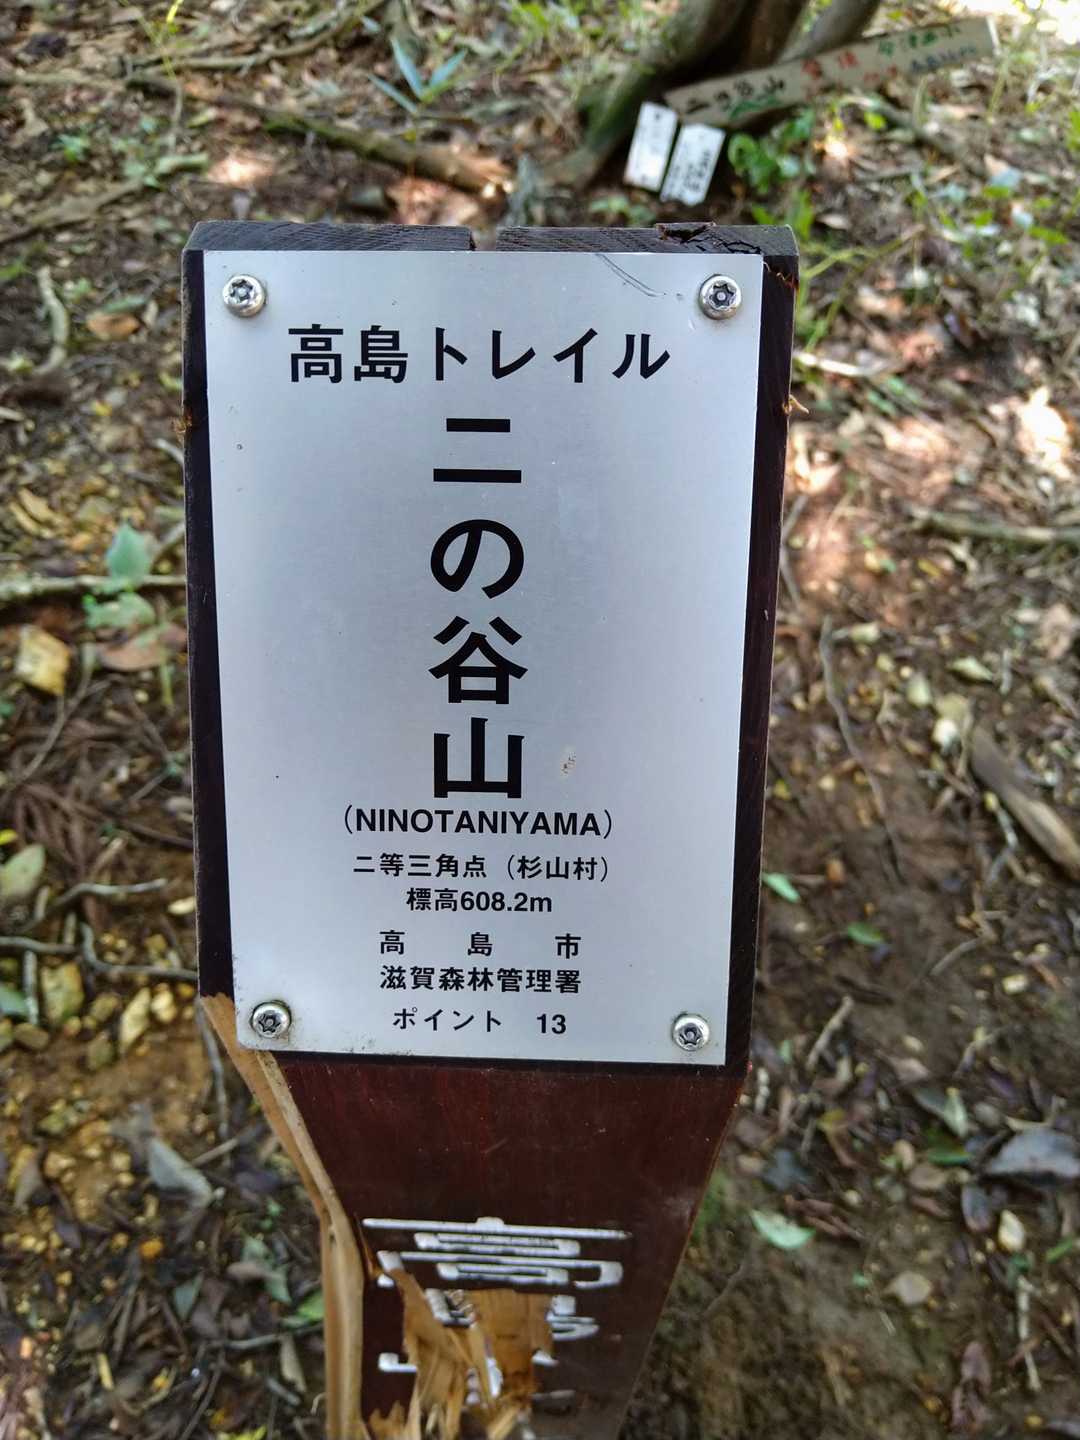 高島トレイル
二の谷山
（NINOTANIYAMA）
二等三角点（杉山村）
標高608.2m
高島市
滋賀森林管理署
ポイント 13
高